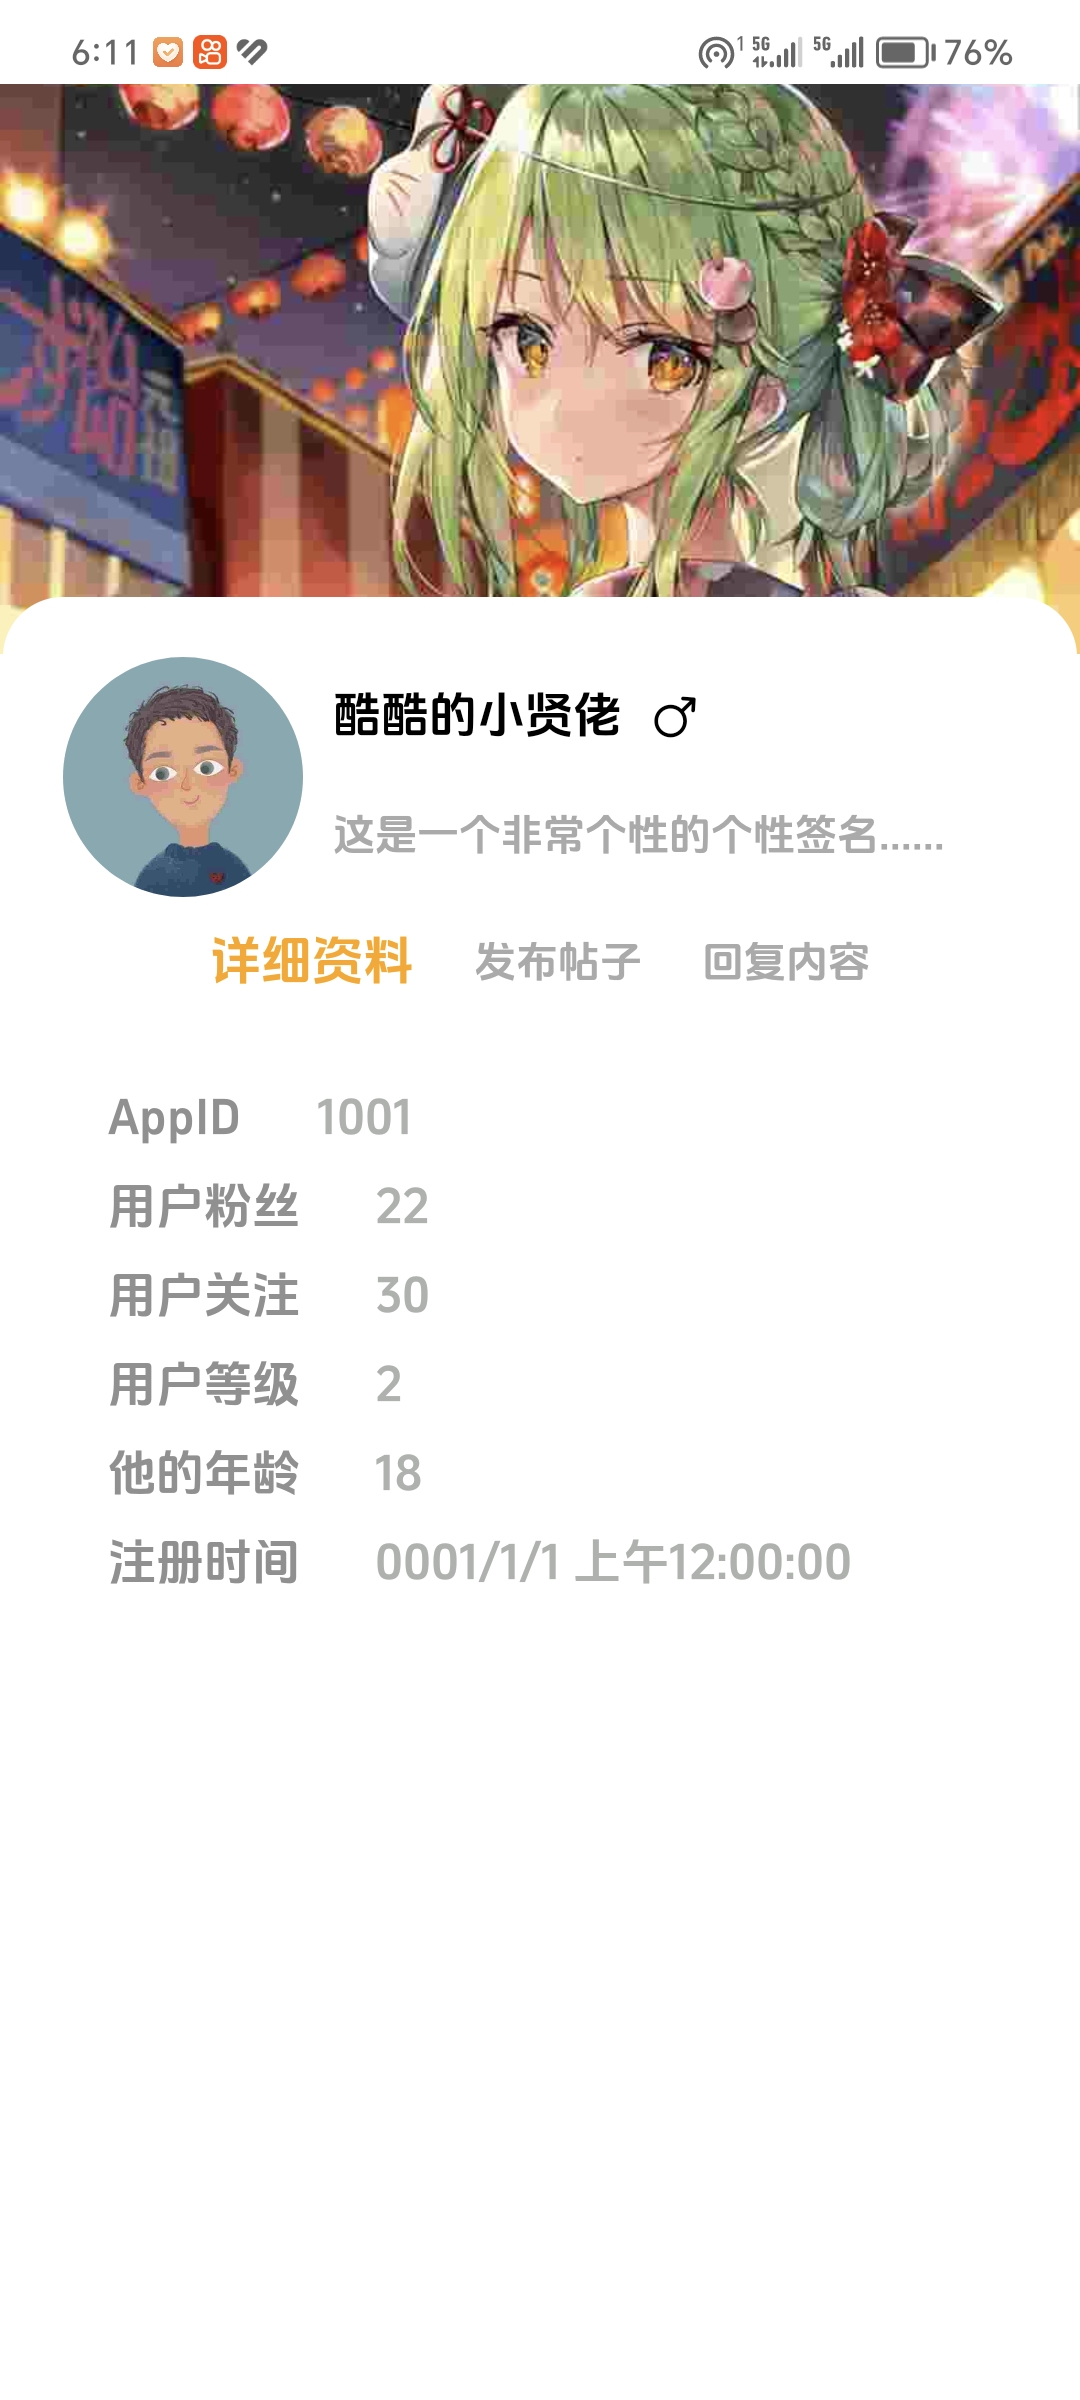 6:11
1 5G 5G 76%
酷酷的小贤佬 ♂
这是一个非常个性的个性签名......
详细资料 发布帖子 回复内容
AppID 1001
用户粉丝 22
用户关注 30
用户等级 2
他的年龄 18
注册时间 0001/1/1 上午12:00:00